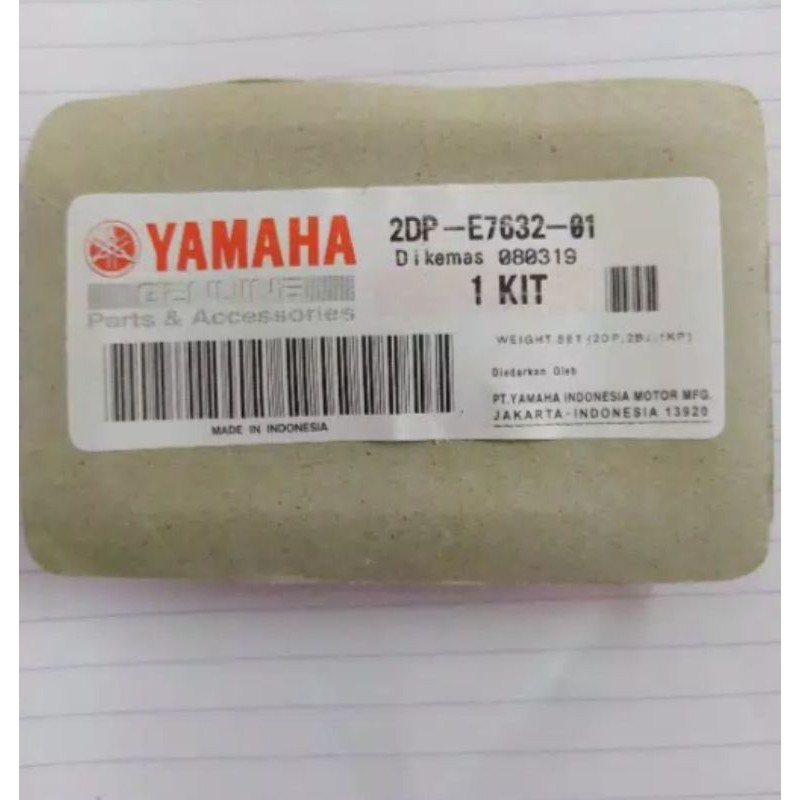 YAMAHA
GENUINE
Parts & Accessories
MADE IN INDONESIA
2DP-E7632-01
Dikemas 080319
1 KIT
WEIGHT SET (2DP,2BJ,1KP)
Diedarkan Oleh
PT.YAMAHA INDONESIA MOTOR MFG.
JAKARTA-INDONESIA 13920